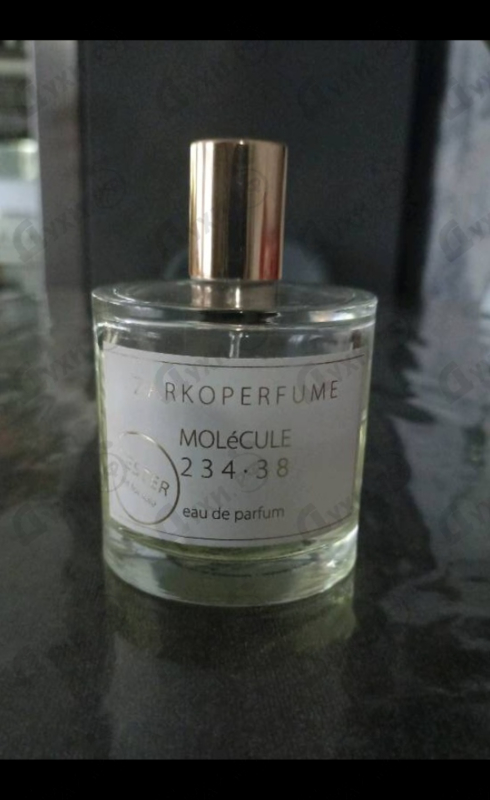 ZARKOPERFUME
MOLéCULE
234·38
eau de parfum